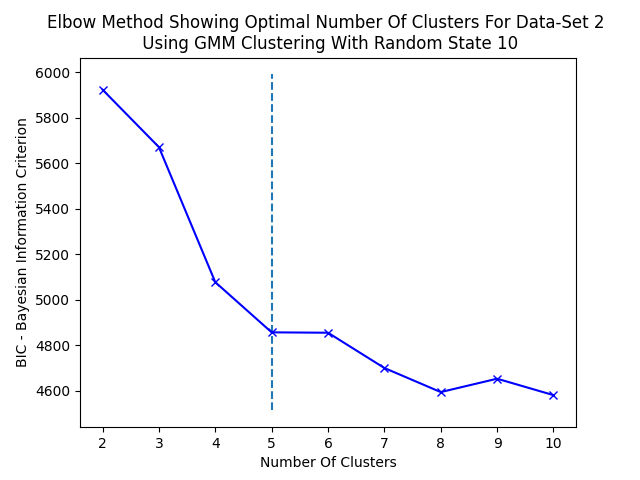 Elbow Method Showing Optimal Number Of Clusters For Data-Set 2
Using GMM Clustering With Random State 10
BIC - Bayesian Information Criterion
6000
5800
5600
5400
5200
5000
4800
4600
2 3 4 5 6 7 8 9 10
Number Of Clusters